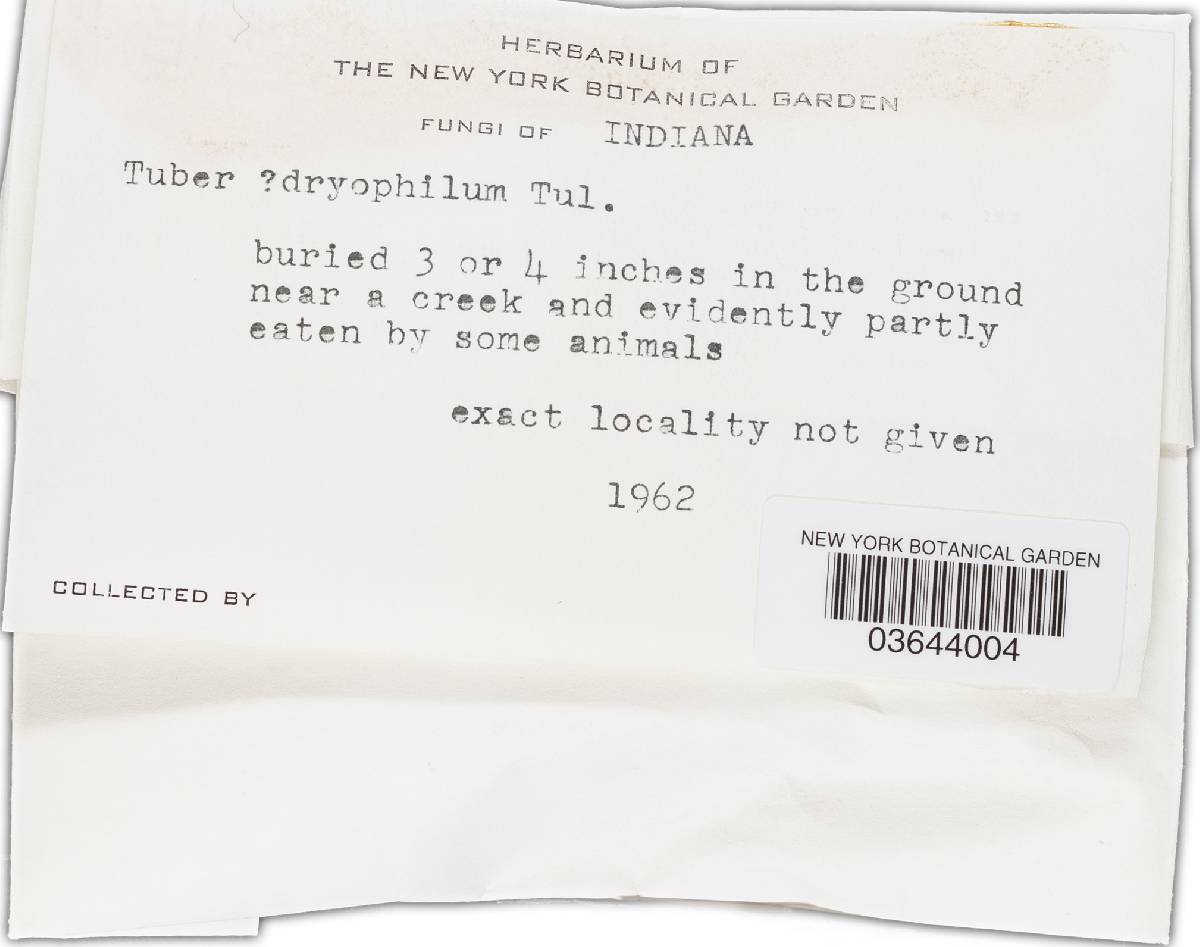 HERBARIUM OF
THE NEW YORK BOTANICAL GARDEN
FUNGI OF INDIANA
Tuber ?dryophilum Tul.
buried 3 or 4 inches in the ground
near a creek and evidently partly
eaten by some animals
exact locality not given
1962
NEW YORK BOTANICAL GARDEN
03644004
COLLECTED BY